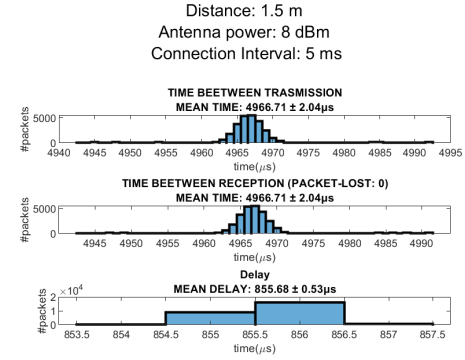 Distance: 1.5 m
Antenna power: 8 dBm
Connection Interval: 5 ms
TIME BEETWEEN TRASMISSION
MEAN TIME: 4966.71 ± 2.04μs
#packets
5000
0
4940 4945 4950 4955 4960 4965 4970 4975 4980 4985 4990 4995
time(μs)
TIME BEETWEEN RECEPTION (PACKET-LOST: 0)
MEAN TIME: 4966.71 ± 2.04μs
#packets
5000
0
4945 4950 4955 4960 4965 4970 4975 4980 4985 4990
time(μs)
Delay
MEAN DELAY: 855.68 ± 0.53μs
#packets
×10⁴
2
1
0
853.5 854 854.5 855 855.5 856 856.5 857 857.5
time(μs)